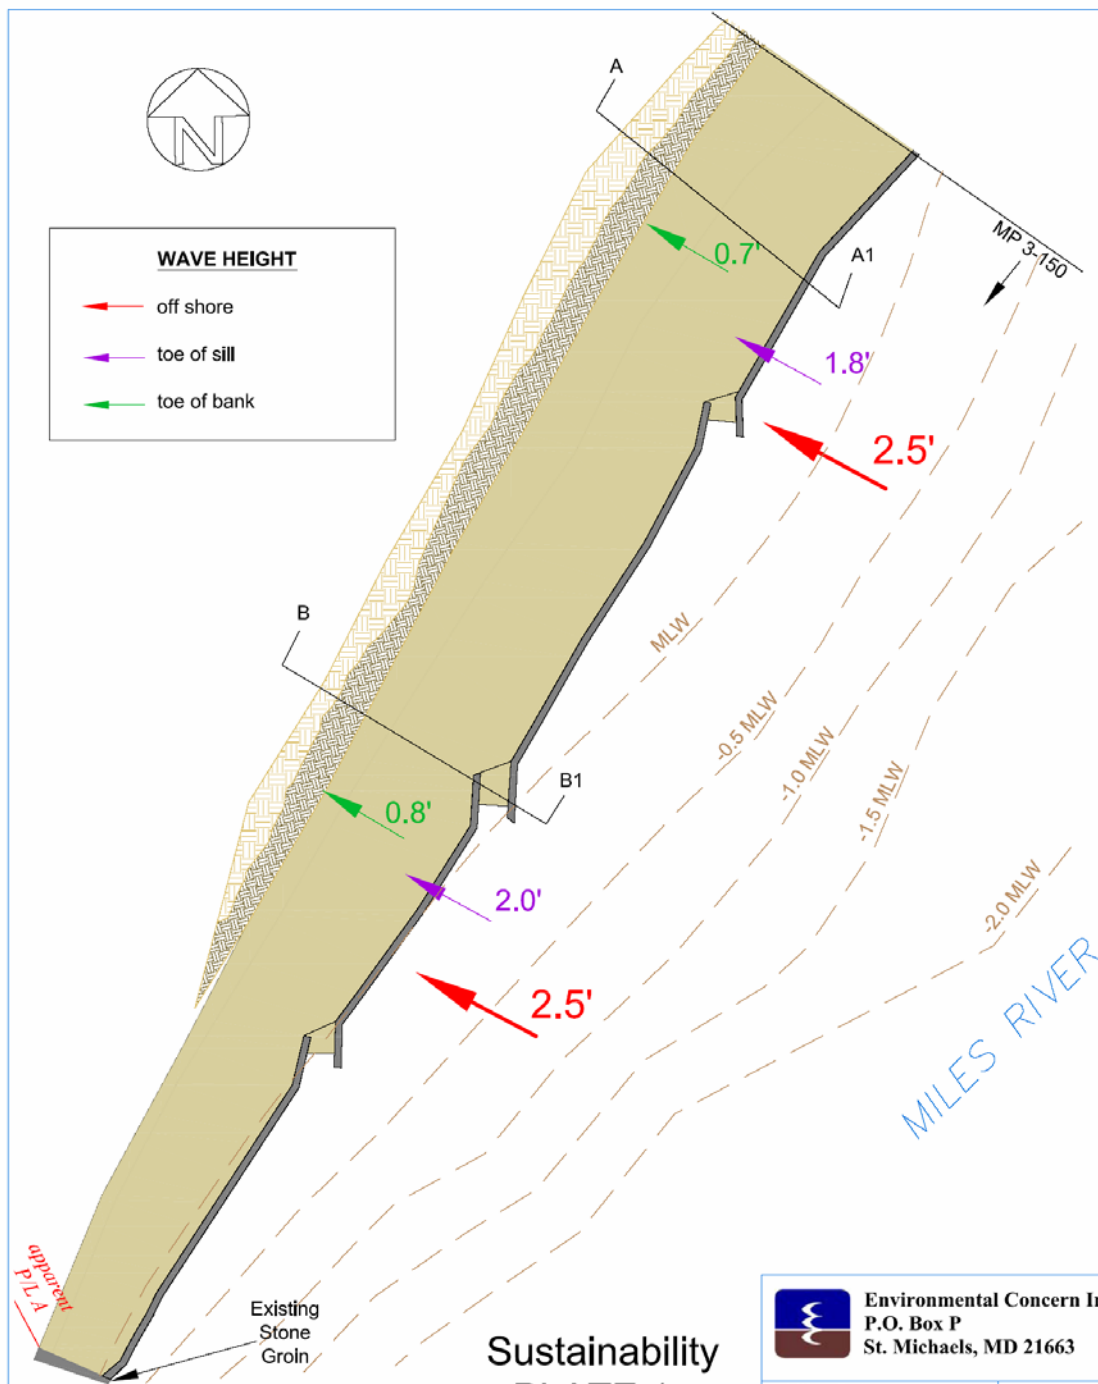 A
N
WAVE HEIGHT
off shore
toe of sill
toe of bank
0.7'
MP 3-150
A1
1.8'
2.5'
B
MLW
-0.5 MLW
-1.0 MLW
-1.5 MLW
-2.0 MLW
B1
0.8'
2.0'
2.5'
MILES RIVER
apparent
P/L A
Existing
Stone
Groin
Sustainability
Environmental Concern
P.O. Box P
St. Michaels, MD 21663